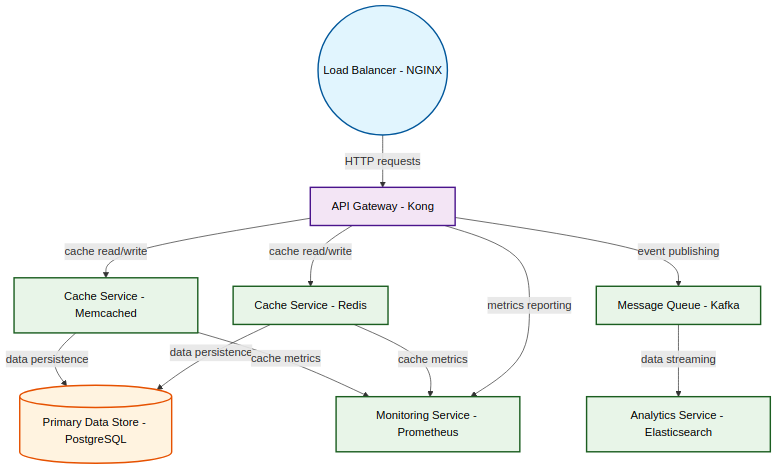 Load Balancer - NGINX
HTTP requests
API Gateway - Kong
cache read/write
cache read/write
event publishing
Cache Service -
Memcached
Cache Service - Redis
metrics reporting
Message Queue - Kafka
data persistence
data persistence
cache metrics
cache metrics
data streaming
Primary Data Store -
PostgreSQL
Monitoring Service -
Prometheus
Analytics Service -
Elasticsearch